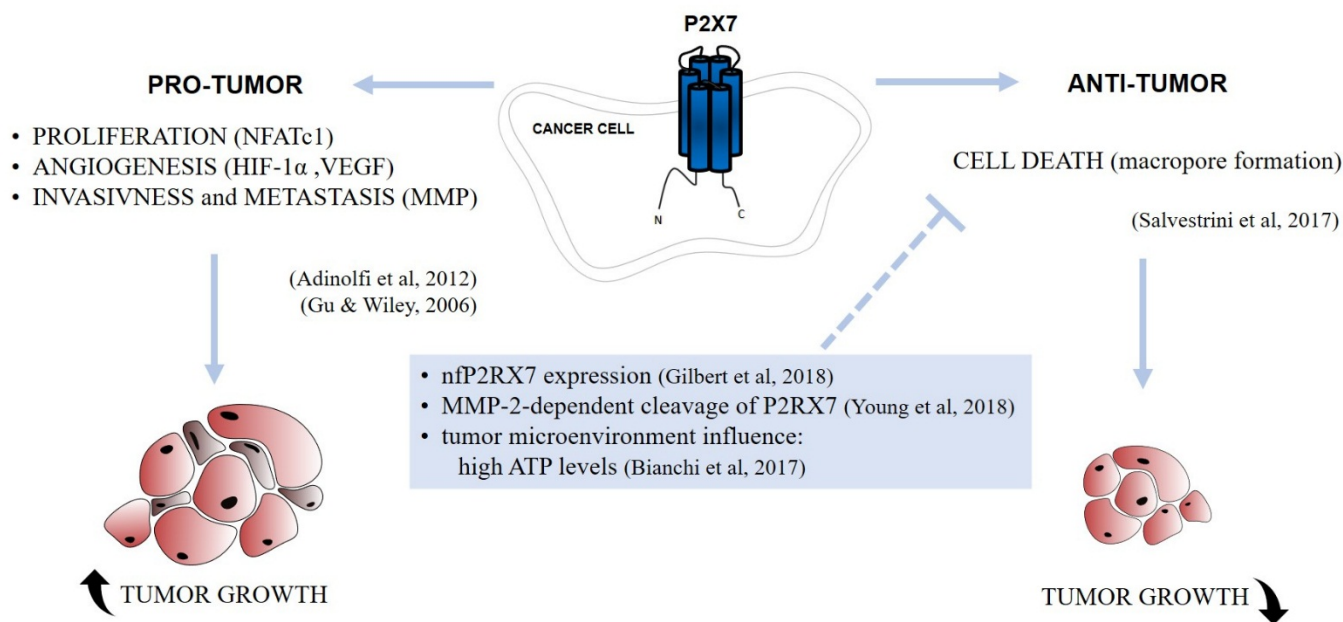 P2X7
PRO-TUMOR
• PROLIFERATION (NFATc1)
• ANGIOGENESIS (HIF-1α ,VEGF)
• INVASIVNESS and METASTASIS (MMP)
(Adinolfi et al, 2012)
(Gu & Wiley, 2006)
CANCER CELL
N
C
ANTI-TUMOR
CELL DEATH (macropore formation)
(Salvestrini et al, 2017)
• nfP2RX7 expression (Gilbert et al, 2018)
• MMP-2-dependent cleavage of P2RX7 (Young et al, 2018)
• tumor microenvironment influence:
high ATP levels (Bianchi et al, 2017)
TUMOR GROWTH
TUMOR GROWTH